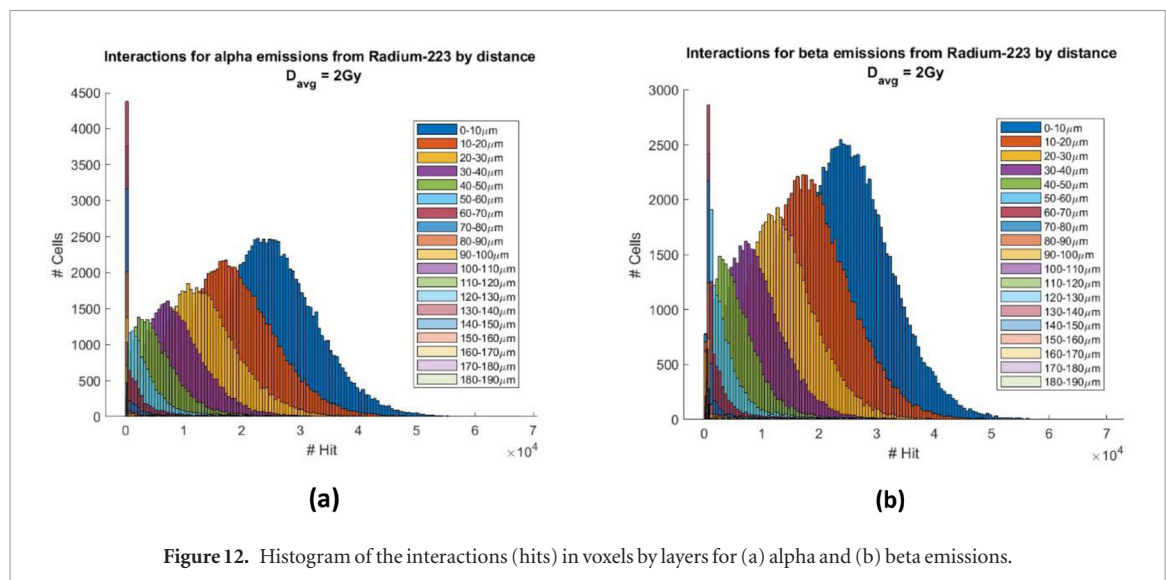 Interactions for alpha emissions from Radium-223 by distance
D_avg = 2Gy
4500
4000
3500
3000
2500
2000
1500
1000
500
0
# Cells
0-10μm
10-20μm
20-30μm
30-40μm
40-50μm
50-60μm
60-70μm
70-80μm
80-90μm
90-100μm
100-110μm
110-120μm
120-130μm
130-140μm
140-150μm
150-160μm
160-170μm
170-180μm
180-190μm
0 1 2 3 4 5 6 7
# Hit
×10^4
(a)
Interactions for beta emissions from Radium-223 by distance
D_avg = 2Gy
3000
2500
2000
1500
1000
500
0
# Cells
0-10μm
10-20μm
20-30μm
30-40μm
40-50μm
50-60μm
60-70μm
70-80μm
80-90μm
90-100μm
100-110μm
110-120μm
120-130μm
130-140μm
140-150μm
150-160μm
160-170μm
170-180μm
180-190μm
0 1 2 3 4 5 6 7
# Hit
×10^4
(b)
Figure 12. Histogram of the interactions (hits) in voxels by layers for (a) alpha and (b) beta emissions.